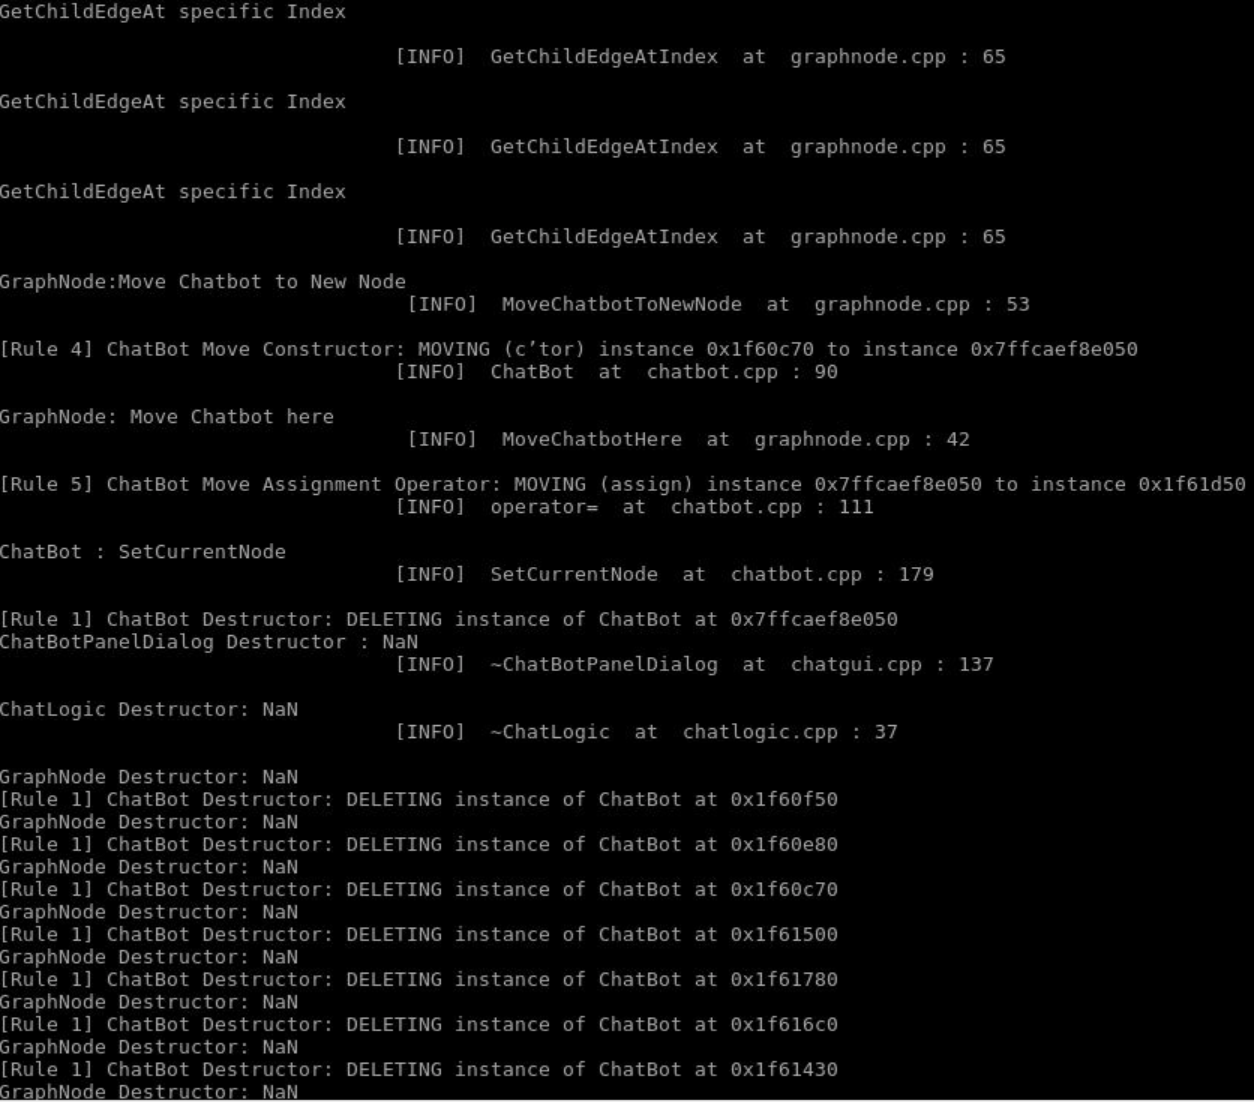 GetChildEdgeAt specific Index
[INFO] GetChildEdgeAtIndex at graphnode.cpp : 65
GetChildEdgeAt specific Index
[INFO] GetChildEdgeAtIndex at graphnode.cpp : 65
GetChildEdgeAt specific Index
[INFO] GetChildEdgeAtIndex at graphnode.cpp : 65
GraphNode:Move Chatbot to New Node
[INFO] MoveChatbotToNewNode at graphnode.cpp : 53
[Rule 4] ChatBot Move Constructor: MOVING (c’tor) instance 0x1f60c70 to instance 0x7ffcaef8e050
[INFO] ChatBot at chatbot.cpp : 90
GraphNode: Move Chatbot here
[INFO] MoveChatbotHere at graphnode.cpp : 42
[Rule 5] ChatBot Move Assignment Operator: MOVING (assign) instance 0x7ffcaef8e050 to instance 0x1f61d50
[INFO] operator= at chatbot.cpp : 111
ChatBot : SetCurrentNode
[INFO] SetCurrentNode at chatbot.cpp : 179
[Rule 1] ChatBot Destructor: DELETING instance of ChatBot at 0x7ffcaef8e050
ChatBotPanelDialog Destructor : NaN
[INFO] ~ChatBotPanelDialog at chatgui.cpp : 137
ChatLogic Destructor: NaN
[INFO] ~ChatLogic at chatlogic.cpp : 37
GraphNode Destructor: NaN
[Rule 1] ChatBot Destructor: DELETING instance of ChatBot at 0x1f60f50
GraphNode Destructor: NaN
[Rule 1] ChatBot Destructor: DELETING instance of ChatBot at 0x1f60e80
GraphNode Destructor: NaN
[Rule 1] ChatBot Destructor: DELETING instance of ChatBot at 0x1f60c70
GraphNode Destructor: NaN
[Rule 1] ChatBot Destructor: DELETING instance of ChatBot at 0x1f61500
GraphNode Destructor: NaN
[Rule 1] ChatBot Destructor: DELETING instance of ChatBot at 0x1f61780
GraphNode Destructor: NaN
[Rule 1] ChatBot Destructor: DELETING instance of ChatBot at 0x1f616c0
GraphNode Destructor: NaN
[Rule 1] ChatBot Destructor: DELETING instance of ChatBot at 0x1f61430
GraphNode Destructor: NaN